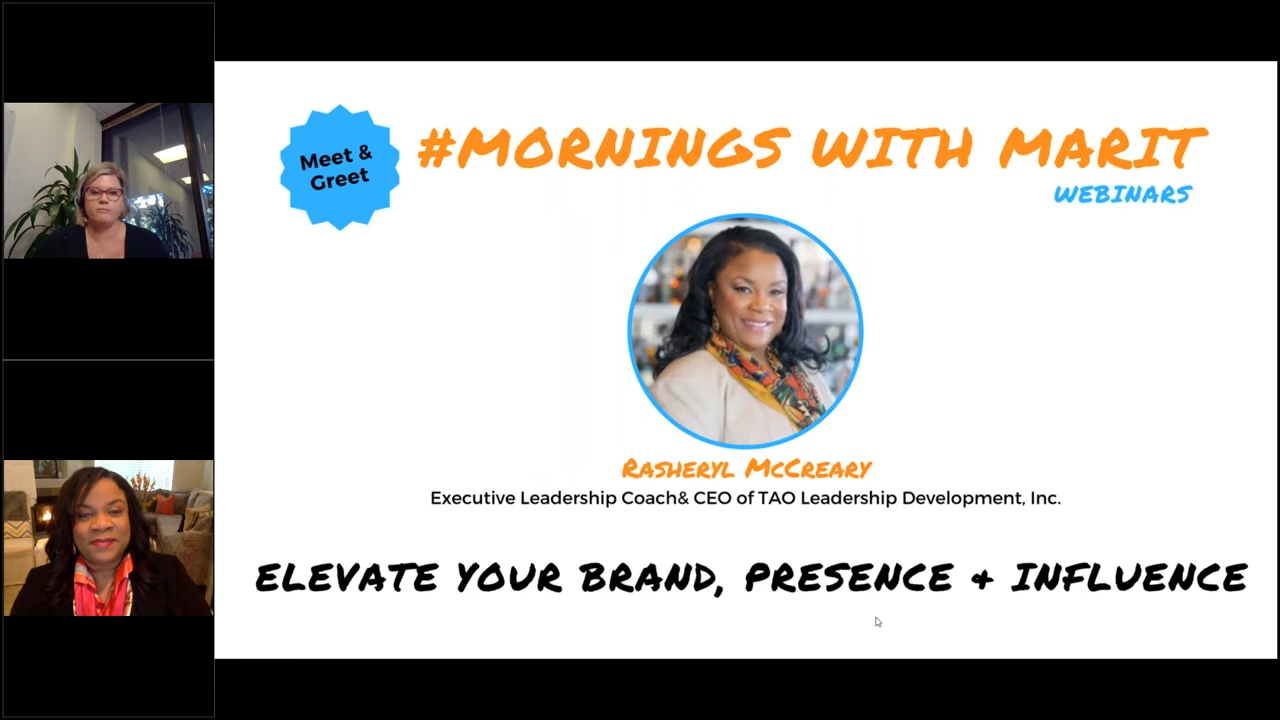 Meet &
Greet
#MORNINGS WITH MARIT
WEBINARS
RASHERYL MCCREARY
Executive Leadership Coach& CEO of TAO Leadership Development, Inc.
ELEVATE YOUR BRAND, PRESENCE & INFLUENCE